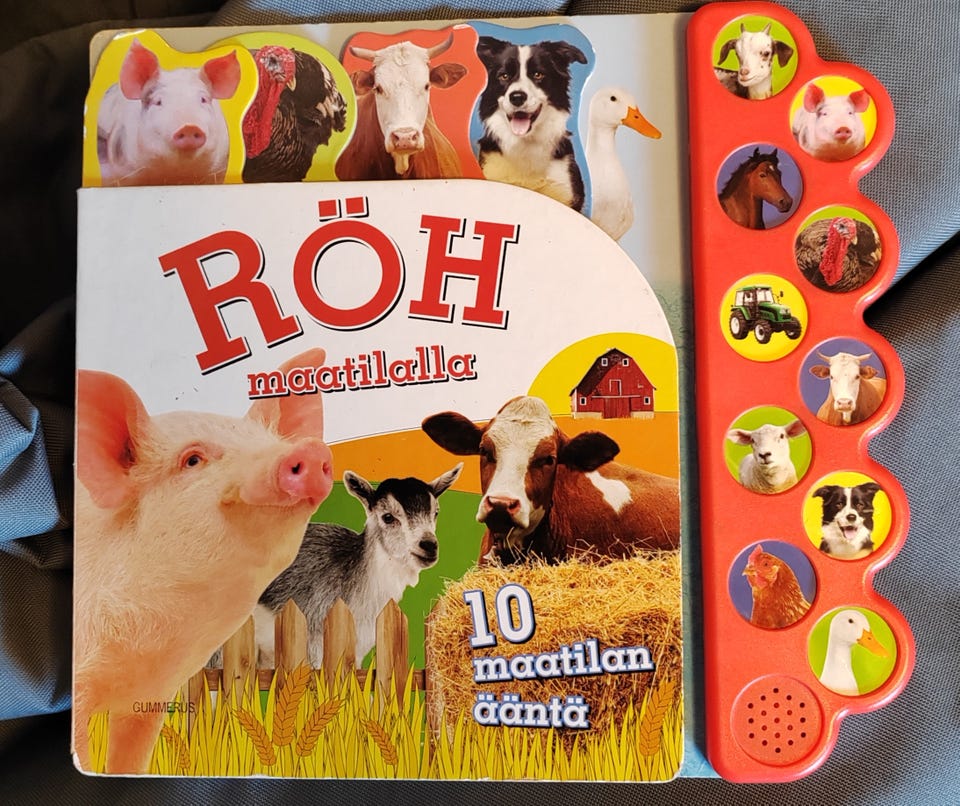 RÖH
maatilalla
10
maatilan
ääntä
GUMMERUS